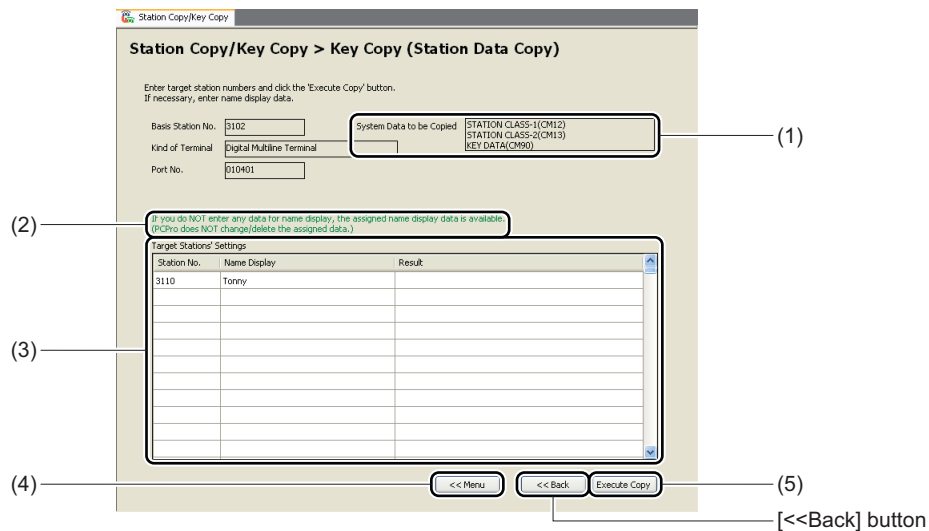 Station Copy/Key Copy
Station Copy/Key Copy > Key Copy (Station Data Copy)
Enter target station numbers and click the 'Execute Copy' button.
If necessary, enter name display data.
Basis Station No. 3102
System Data to be Copied
STATION CLASS-1(CM12)
STATION CLASS-2(CM13)
KEY DATA(CM90)
(1)
Kind of Terminal Digital Multiline Terminal
Port No. 010401
(2)
If you do NOT enter any data for name display, the assigned name display data is available.
(PCPro does NOT change/delete the assigned data.)
Target Stations' Settings
Station No. Name Display Result
3110 Tonny
(3)
(4)
<< Menu << Back Execute Copy
(5)
[<<Back] button